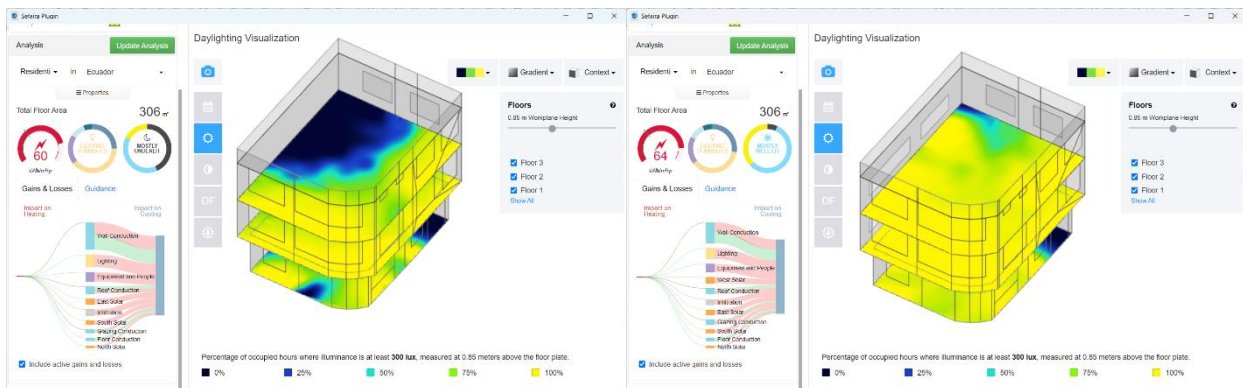 Sefaira Plugin
Analysis
Update Analysis
Residenti in Ecuador
Properties
Total Floor Area
306 m²
60
kWh/m²/yr
MOSTLY
UNDERLIT
Gains & Losses Guidance
Impact on
Heating
Impact on
Cooling
Wall Conduction
Lighting
Equipment and People
Roof Conduction
East Solar
Infiltration
South Solar
Glazing Conduction
Floor Conduction
North Solar
Include active gains and losses
Daylighting Visualization
DF
Gradient
Context
Floors
0.85 m Workplane Height
Floor 3
Floor 2
Floor 1
Show All
Percentage of occupied hours where illuminance is at least 300 lux, measured at 0.85 meters above the floor plate.
0% 25% 50% 75% 100%
Sefaira Plugin
Analysis
Update Analysis
Residenti in Ecuador
Properties
Total Floor Area
306 m²
64
kWh/m²/yr
MOSTLY
WELL LIT
Gains & Losses Guidance
Impact on
Heating
Impact on
Cooling
Wall Conduction
Lighting
Equipment and People
West Solar
Roof Conduction
Infiltration
East Solar
Glazing Conduction
South Solar
Floor Conduction
North Solar
Include active gains and losses
Daylighting Visualization
DF
Gradient
Context
Floors
0.85 m Workplane Height
Floor 3
Floor 2
Floor 1
Show All
Percentage of occupied hours where illuminance is at least 300 lux, measured at 0.85 meters above the floor plate.
0% 25% 50% 75% 100%